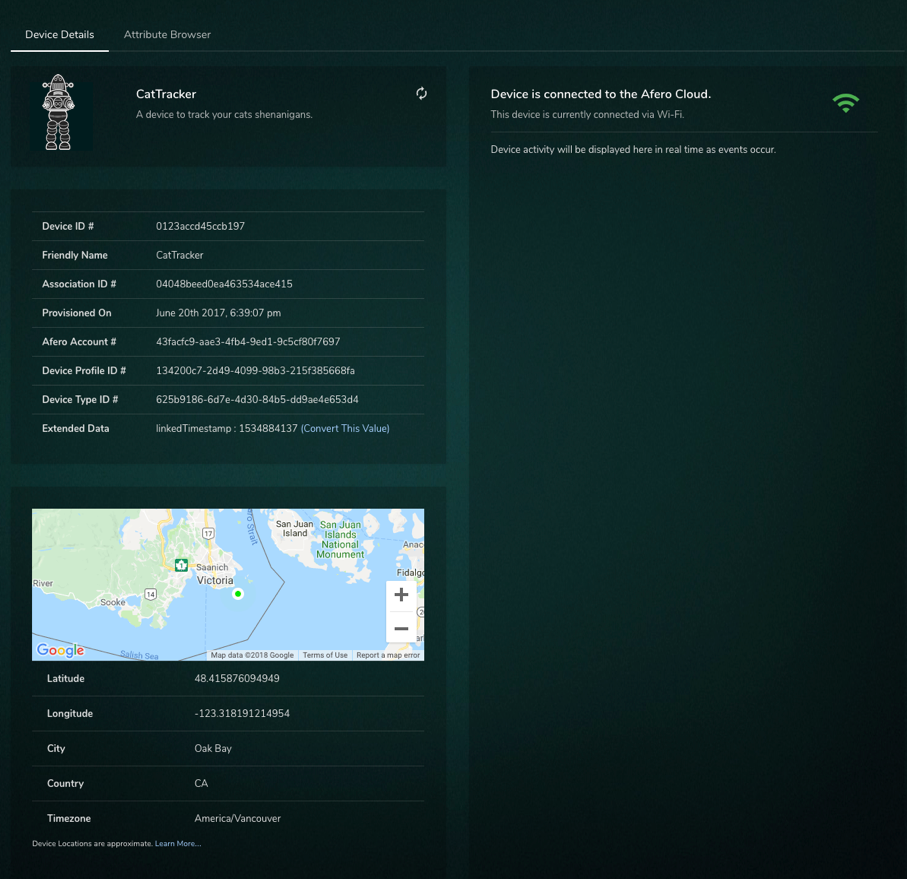 Device Details
Attribute Browser
CatTracker
A device to track your cats shenanigans.
Device ID # 0123accd45ccb197
Friendly Name CatTracker
Association ID # 04048beed0ea463534ace415
Provisioned On June 20th 2017, 6:39:07 pm
Afero Account # 43facfc9-aae3-4fb4-9ed1-9c5cf80f7697
Device Profile ID # 134200c7-2d49-4099-98b3-215f385668fa
Device Type ID # 625b9186-6d7e-4d30-84b5-dd9ae4e653d4
Extended Data linkedTimestamp : 1534884137 (Convert This Value)
17
San Juan
Island
San Juan
Islands
National
Monument
1
Saanich
Victoria
River
14
Sooke
Salish Sea
Google
Map data ©2018 Google Terms of Use Report a map error
Latitude 48.415876094949
Longitude -123.318191214954
City Oak Bay
Country CA
Timezone America/Vancouver
Device Locations are approximate. Learn More...
Device is connected to the Afero Cloud.
This device is currently connected via Wi-Fi.
Device activity will be displayed here in real time as events occur.